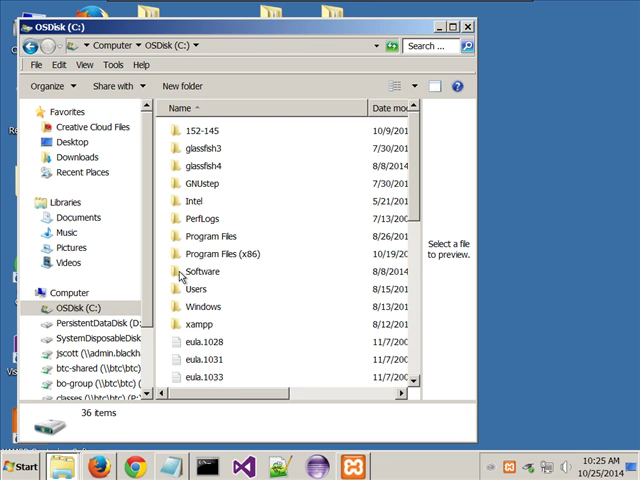 OSDisk (C:)
Computer OSDisk (C:) Search ...
File Edit View Tools Help
Organize Share with New folder
Name Date mo
Favorites
Creative Cloud Files
Desktop
Downloads
Recent Places
Libraries
Documents
Music
Pictures
Videos
Computer
OSDisk (C:)
PersistentDataDisk (D:
SystemDisposableDisk
jscott (\\admin.blackh
btc-shared (\\btc\btc)
bo-group (\\btc\btc)
classes (\\btc\btc)
152-145 10/9/201
glassfish3 7/30/201
glassfish4 8/8/2014
GNUstep 7/30/201
Intel 5/21/201
PerfLogs 7/13/200
Program Files 8/26/201
Program Files (x86) 10/19/20
Software 8/8/2014
Users 8/15/201
Windows 8/13/201
xampp 8/12/201
eula.1028 11/7/200
eula.1031 11/7/200
eula.1033 11/7/200
Select a file
to preview.
36 items
Start
10:25 AM
10/25/2014